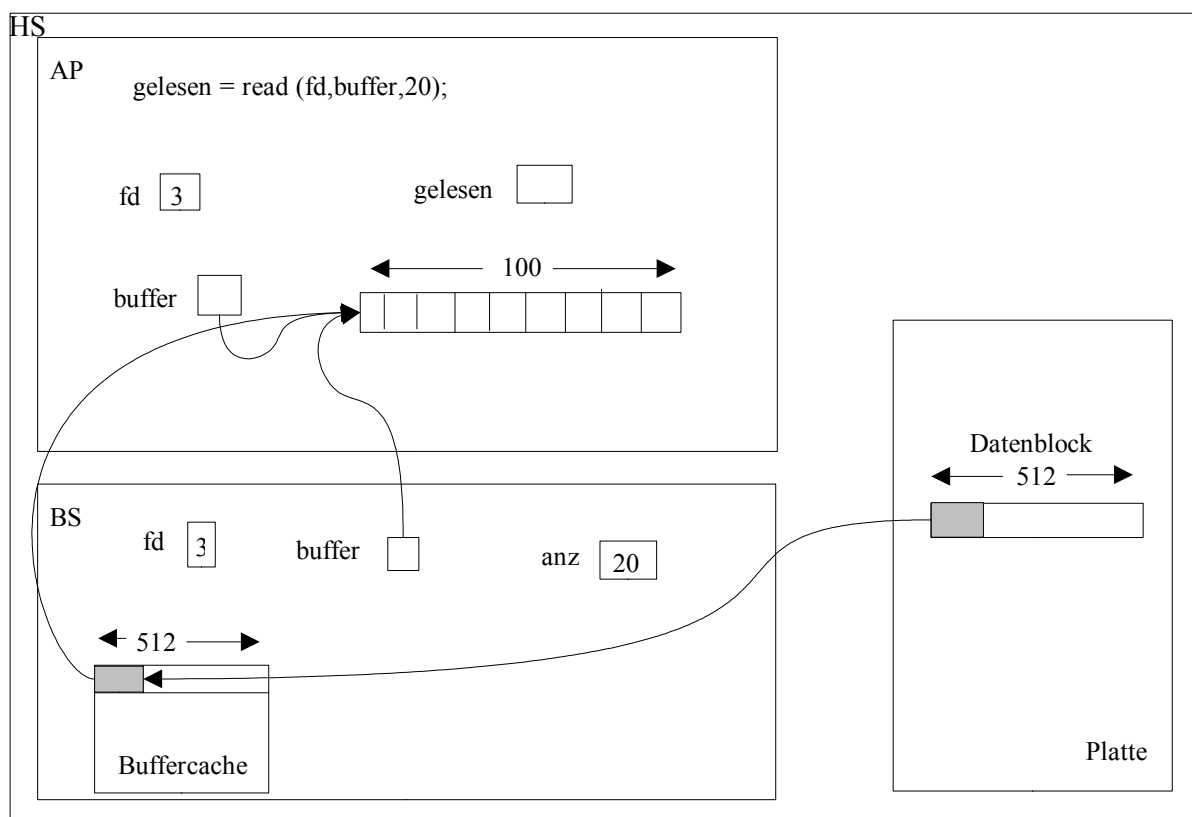 HS
AP
gelesen = read (fd,buffer,20);
fd 3
gelesen
100
buffer
Datenblock
512
BS
fd 3
buffer
anz 20
512
Buffercache
Platte